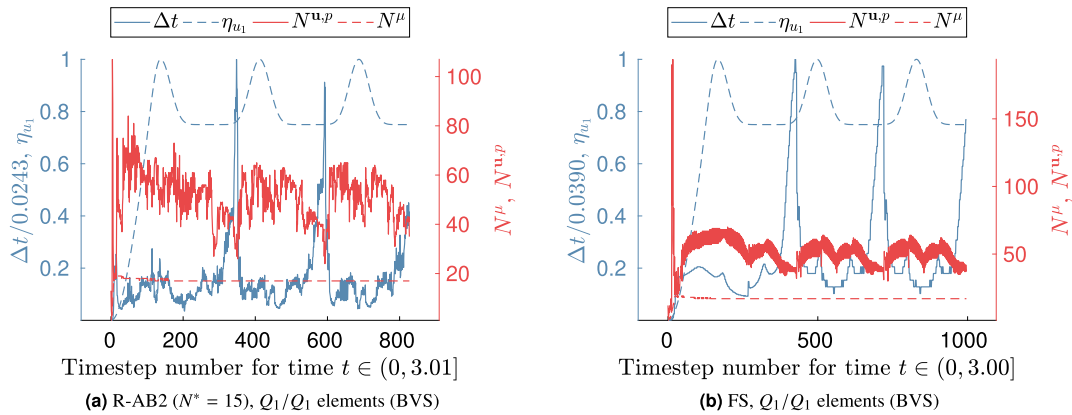 Δt η_{u_1} N^{u,p} N^μ
1
0.8
0.6
0.4
0.2
Δt/0.0243, η_{u_1}
100
80
60
40
20
N^μ, N^{u,p}
0 200 400 600 800
Timestep number for time t ∈ (0, 3.01]
(a) R-AB2 (N* = 15), Q_1/Q_1 elements (BVS)
Δt η_{u_1} N^{u,p} N^μ
1
0.8
0.6
0.4
0.2
Δt/0.0390, η_{u_1}
150
100
50
N^μ, N^{u,p}
0 500 1000
Timestep number for time t ∈ (0, 3.00]
(b) FS, Q_1/Q_1 elements (BVS)